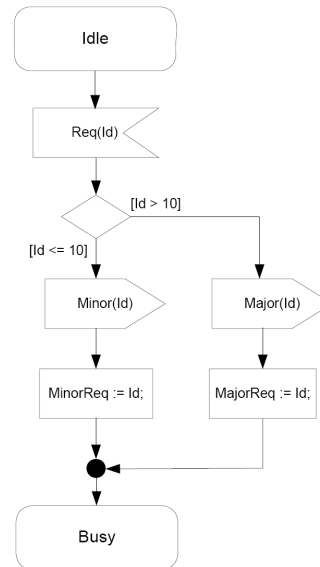 Idle
Req(Id)
[Id > 10]
[Id <= 10]
Minor(Id)
Major(Id)
MinorReq := Id;
MajorReq := Id;
Busy